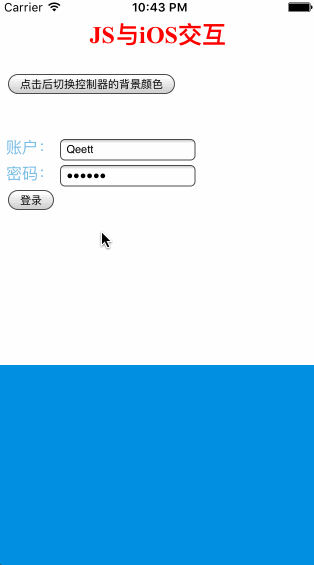 Carrier 10:43 PM
JS与iOS交互
点击后切换控制器的背景颜色
账户： Qeett
密码： ●●●●●●
登录